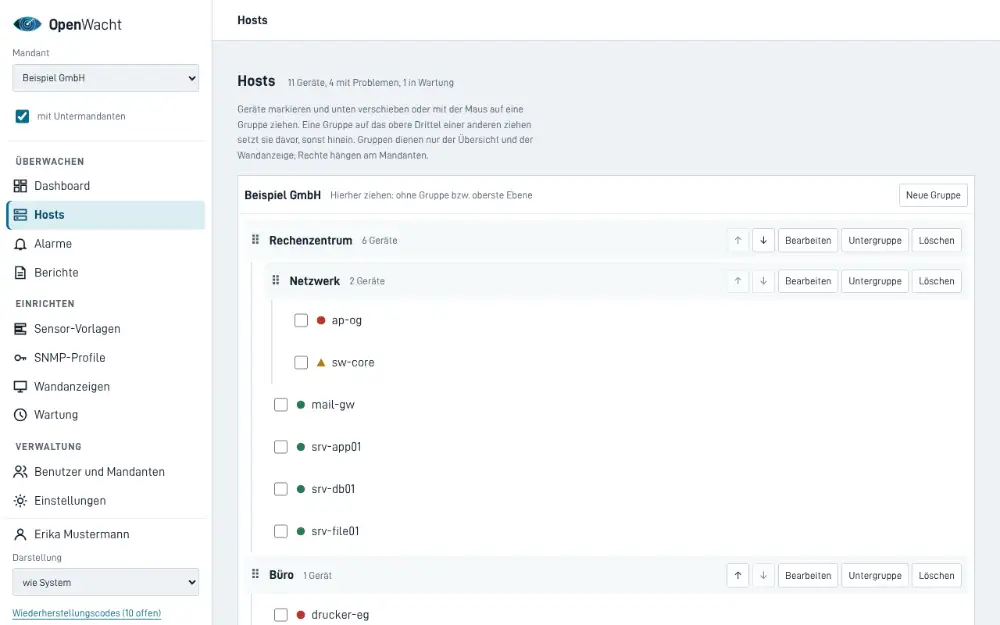 OpenWacht
Mandant
Beispiel GmbH
mit Untermandanten
ÜBERWACHEN
Dashboard
Hosts
Alarme
Berichte
EINRICHTEN
Sensor-Vorlagen
SNMP-Profile
Wandanzeigen
Wartung
VERWALTUNG
Benutzer und Mandanten
Einstellungen
Erika Mustermann
Darstellung
wie System
Wiederherstellungscodes (10 offen)
Hosts
Hosts 11 Geräte, 4 mit Problemen, 1 in Wartung
Geräte markieren und unten verschieben oder mit der Maus auf eine
Gruppe ziehen. Eine Gruppe auf das obere Drittel einer anderen ziehen
setzt sie davor, sonst hinein. Gruppen dienen nur der Übersicht und der
Wandanzeige; Rechte hängen am Mandanten.
Beispiel GmbH Hierher ziehen: ohne Gruppe bzw. oberste Ebene Neue Gruppe
Rechenzentrum 6 Geräte ↑ ↓ Bearbeiten Untergruppe Löschen
Netzwerk 2 Geräte ↑ ↓ Bearbeiten Untergruppe Löschen
ap-og
sw-core
mail-gw
srv-app01
srv-db01
srv-file01
Büro 1 Gerät ↑ ↓ Bearbeiten Untergruppe Löschen
drucker-eg